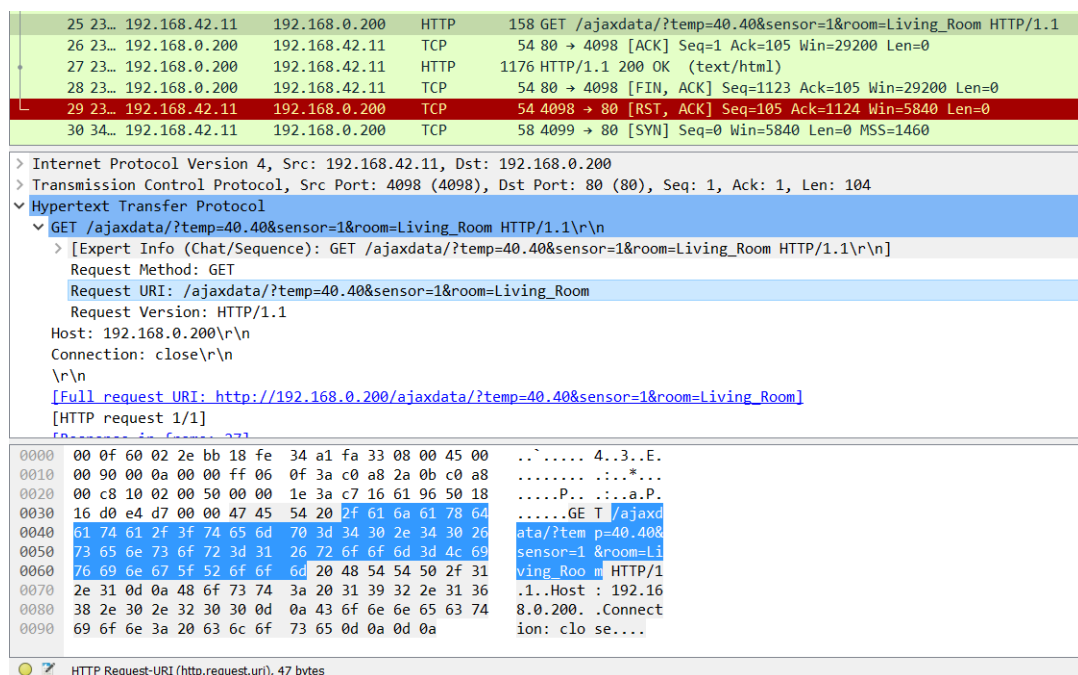 25 23… 192.168.42.11 192.168.0.200 HTTP 158 GET /ajaxdata/?temp=40.40&sensor=1&room=Living_Room HTTP/1.1
26 23… 192.168.0.200 192.168.42.11 TCP 54 80 → 4098 [ACK] Seq=1 Ack=105 Win=29200 Len=0
27 23… 192.168.0.200 192.168.42.11 HTTP 1176 HTTP/1.1 200 OK  (text/html)
28 23… 192.168.0.200 192.168.42.11 TCP 54 80 → 4098 [FIN, ACK] Seq=1123 Ack=105 Win=29200 Len=0
29 23… 192.168.42.11 192.168.0.200 TCP 54 4098 → 80 [RST, ACK] Seq=105 Ack=1124 Win=5840 Len=0
30 34… 192.168.42.11 192.168.0.200 TCP 58 4099 → 80 [SYN] Seq=0 Win=5840 Len=0 MSS=1460
Internet Protocol Version 4, Src: 192.168.42.11, Dst: 192.168.0.200
Transmission Control Protocol, Src Port: 4098 (4098), Dst Port: 80 (80), Seq: 1, Ack: 1, Len: 104
Hypertext Transfer Protocol
GET /ajaxdata/?temp=40.40&sensor=1&room=Living_Room HTTP/1.1\r\n
[Expert Info (Chat/Sequence): GET /ajaxdata/?temp=40.40&sensor=1&room=Living_Room HTTP/1.1\r\n]
Request Method: GET
Request URI: /ajaxdata/?temp=40.40&sensor=1&room=Living_Room
Request Version: HTTP/1.1
Host: 192.168.0.200\r\n
Connection: close\r\n
\r\n
[Full request URI: http://192.168.0.200/ajaxdata/?temp=40.40&sensor=1&room=Living_Room]
[HTTP request 1/1]
[Response in frame: 27]
0000 00 0f 60 02 2e bb 18 fe 34 a1 fa 33 08 00 45 00 ..`..... 4..3..E.
0010 00 90 00 0a 00 00 ff 06 0f 3a c0 a8 2a 0b c0 a8 ........ .:..*...
0020 00 c8 10 02 00 50 00 00 1e 3a c7 16 61 96 50 18 .....P.. .:..a.P.
0030 16 d0 e4 d7 00 00 47 45 54 20 2f 61 6a 61 78 64 ......GE T /ajaxd
0040 61 74 61 2f 3f 74 65 6d 70 3d 34 30 2e 34 30 26 ata/?tem p=40.40&
0050 73 65 6e 73 6f 72 3d 31 26 72 6f 6f 6d 3d 4c 69 sensor=1 &room=Li
0060 76 69 6e 67 5f 52 6f 6f 6d 20 48 54 54 50 2f 31 ving_Roo m HTTP/1
0070 2e 31 0d 0a 48 6f 73 74 3a 20 31 39 32 2e 31 36 .1..Host : 192.16
0080 38 2e 30 2e 32 30 30 0d 0a 43 6f 6e 6e 65 63 74 8.0.200. .Connect
0090 69 6f 6e 3a 20 63 6c 6f 73 65 0d 0a 0d 0a ion: clo se....
HTTP Request-URI (http.request.uri), 47 bytes